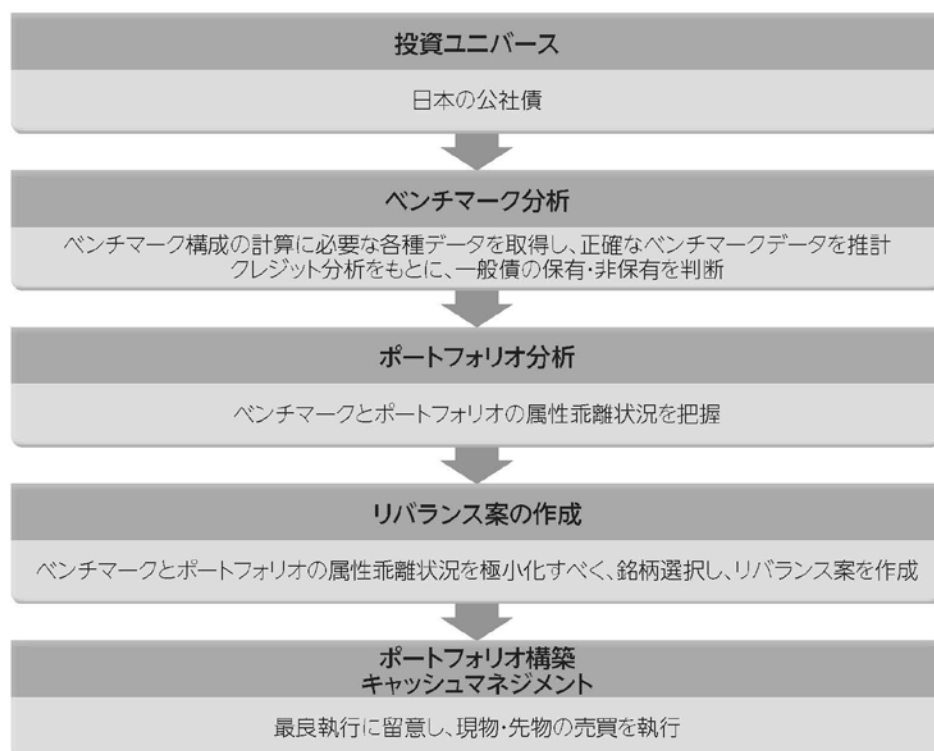 投資ユニバース
日本の公社債
ベンチマーク分析
ベンチマーク構成の計算に必要な各種データを取得し、正確なベンチマークデータを推計
クレジット分析をもとに、一般債の保有・非保有を判断
ポートフォリオ分析
ベンチマークとポートフォリオの属性乖離状況を把握
リバランス案の作成
ベンチマークとポートフォリオの属性乖離状況を極小化すべく、銘柄選択し、リバランス案を作成
ポートフォリオ構築
キャッシュマネジメント
最良執行に留意し、現物・先物の売買を執行